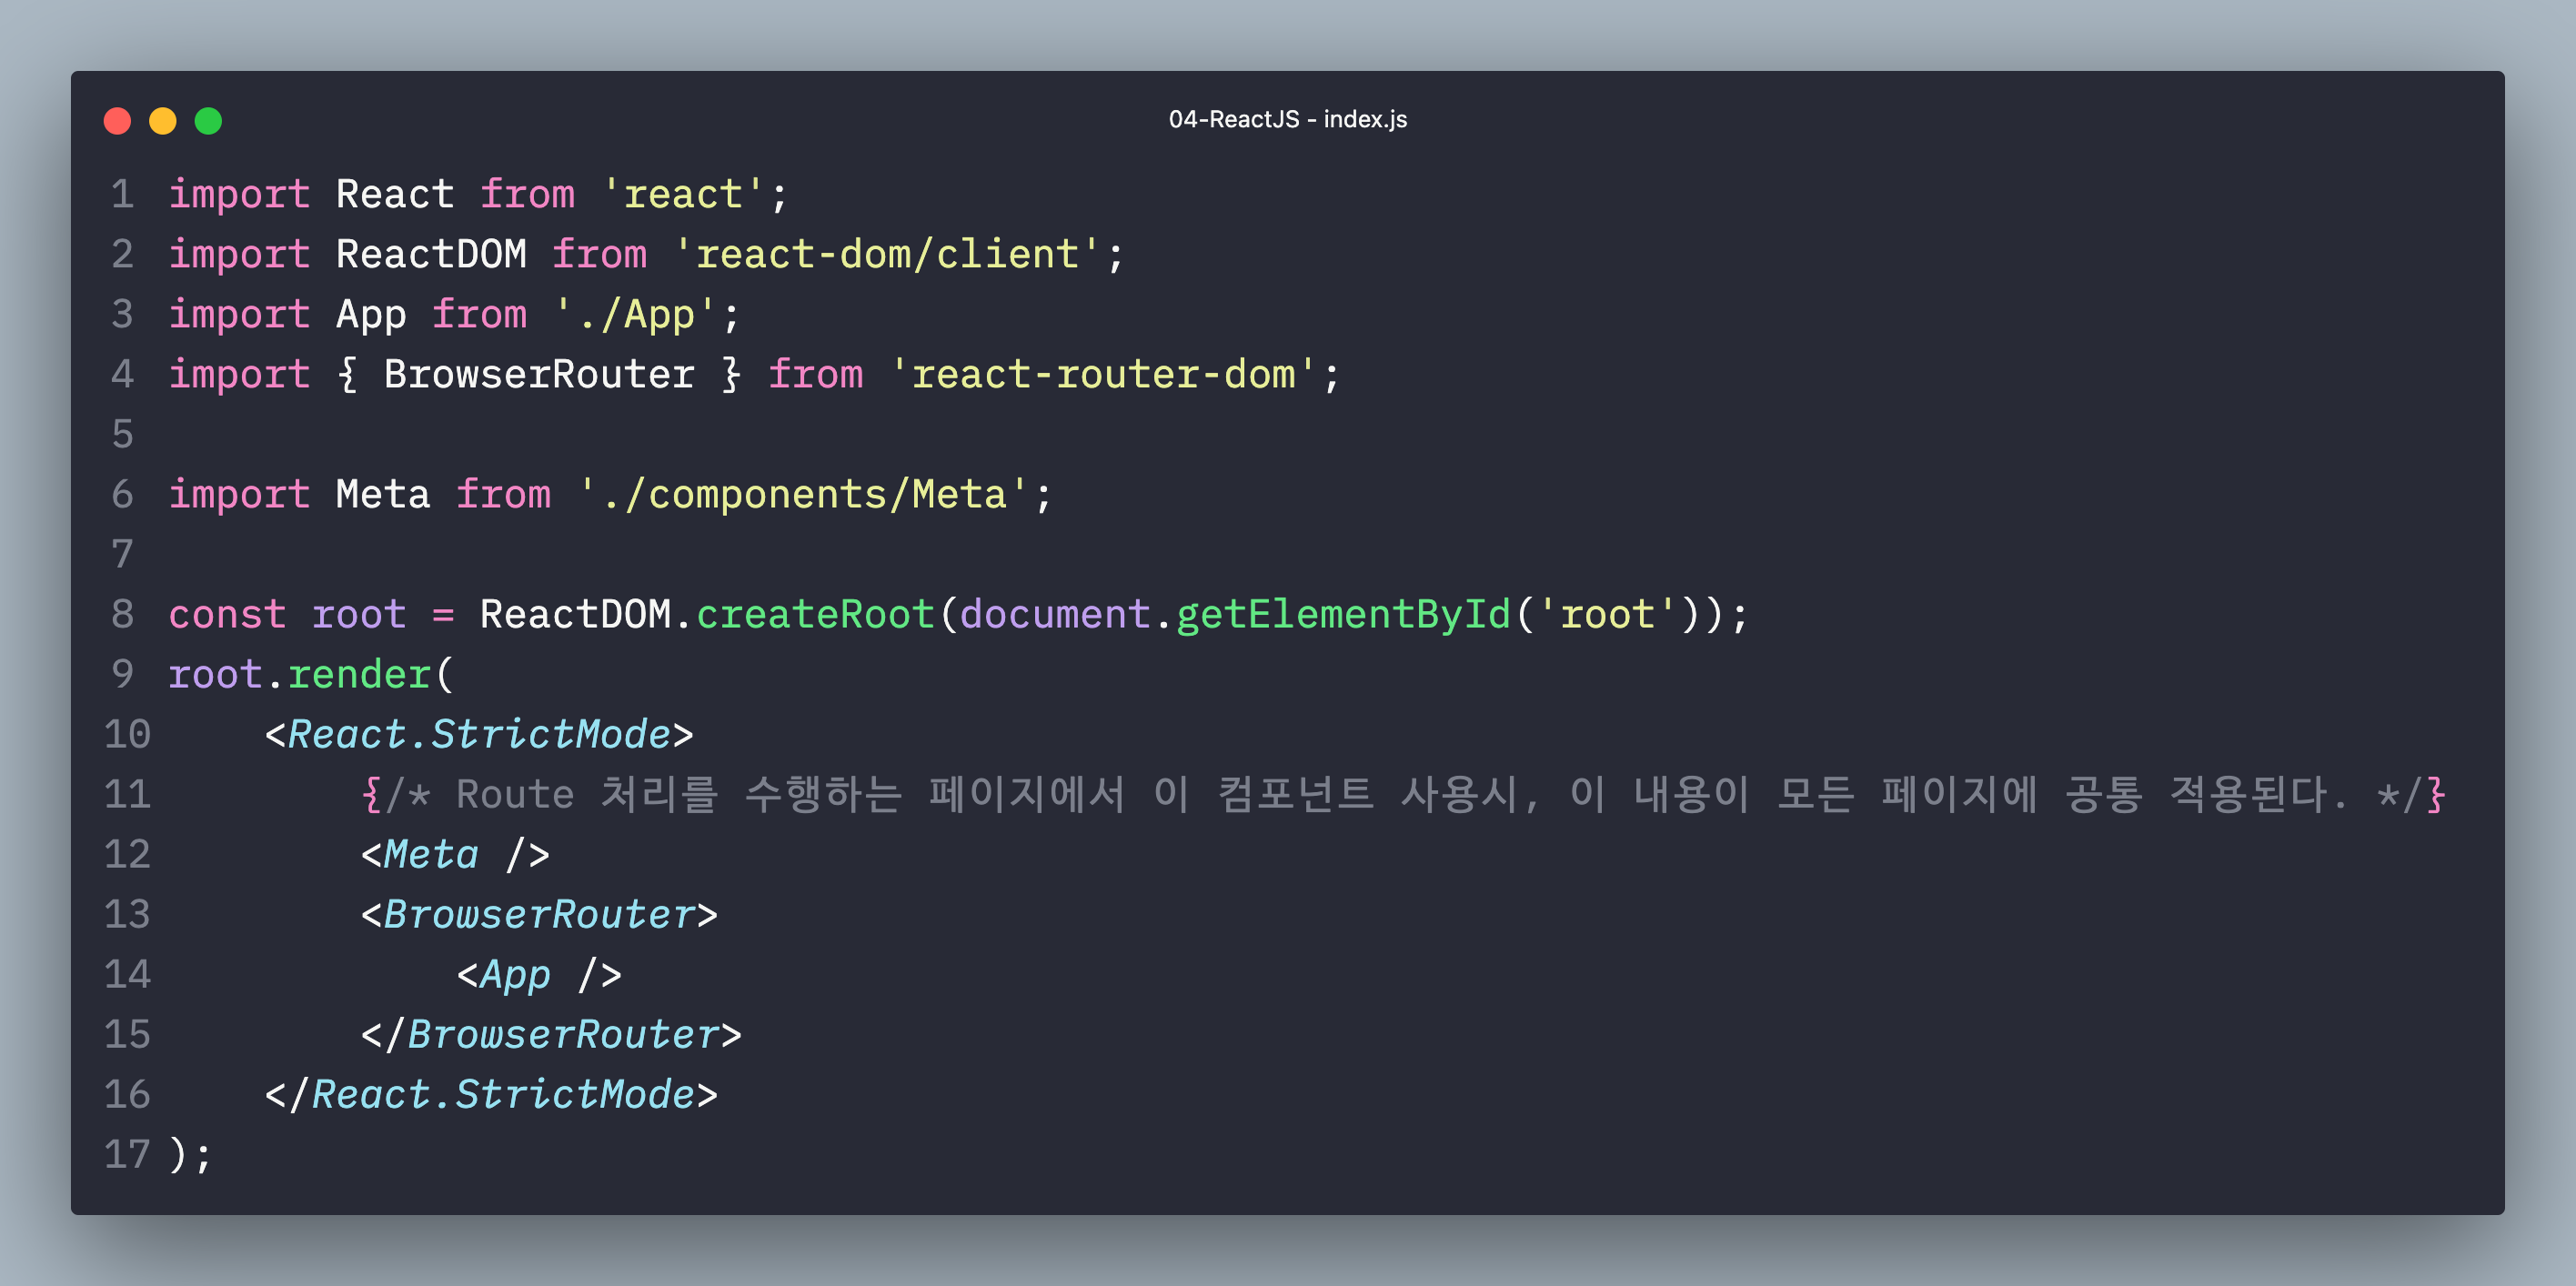 04-ReactJS - index.js
1 import React from 'react';
2 import ReactDOM from 'react-dom/client';
3 import App from './App';
4 import { BrowserRouter } from 'react-router-dom';
5
6 import Meta from './components/Meta';
7
8 const root = ReactDOM.createRoot(document.getElementById('root'));
9 root.render(
10     <React.StrictMode>
11         {/* Route 처리를 수행하는 페이지에서 이 컴포넌트 사용시, 이 내용이 모든 페이지에 공통 적용된다. */}
12         <Meta />
13         <BrowserRouter>
14             <App />
15         </BrowserRouter>
16     </React.StrictMode>
17 );